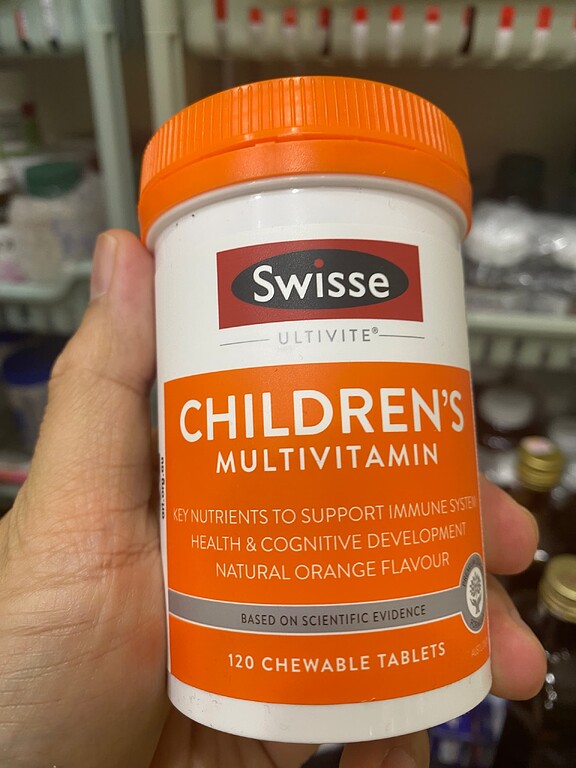 Swisse
ULTIVITE®
CHILDREN'S
MULTIVITAMIN
KEY NUTRIENTS TO SUPPORT IMMUNE SYSTEM
HEALTH & COGNITIVE DEVELOPMENT
NATURAL ORANGE FLAVOUR
BASED ON SCIENTIFIC EVIDENCE
120 CHEWABLE TABLETS